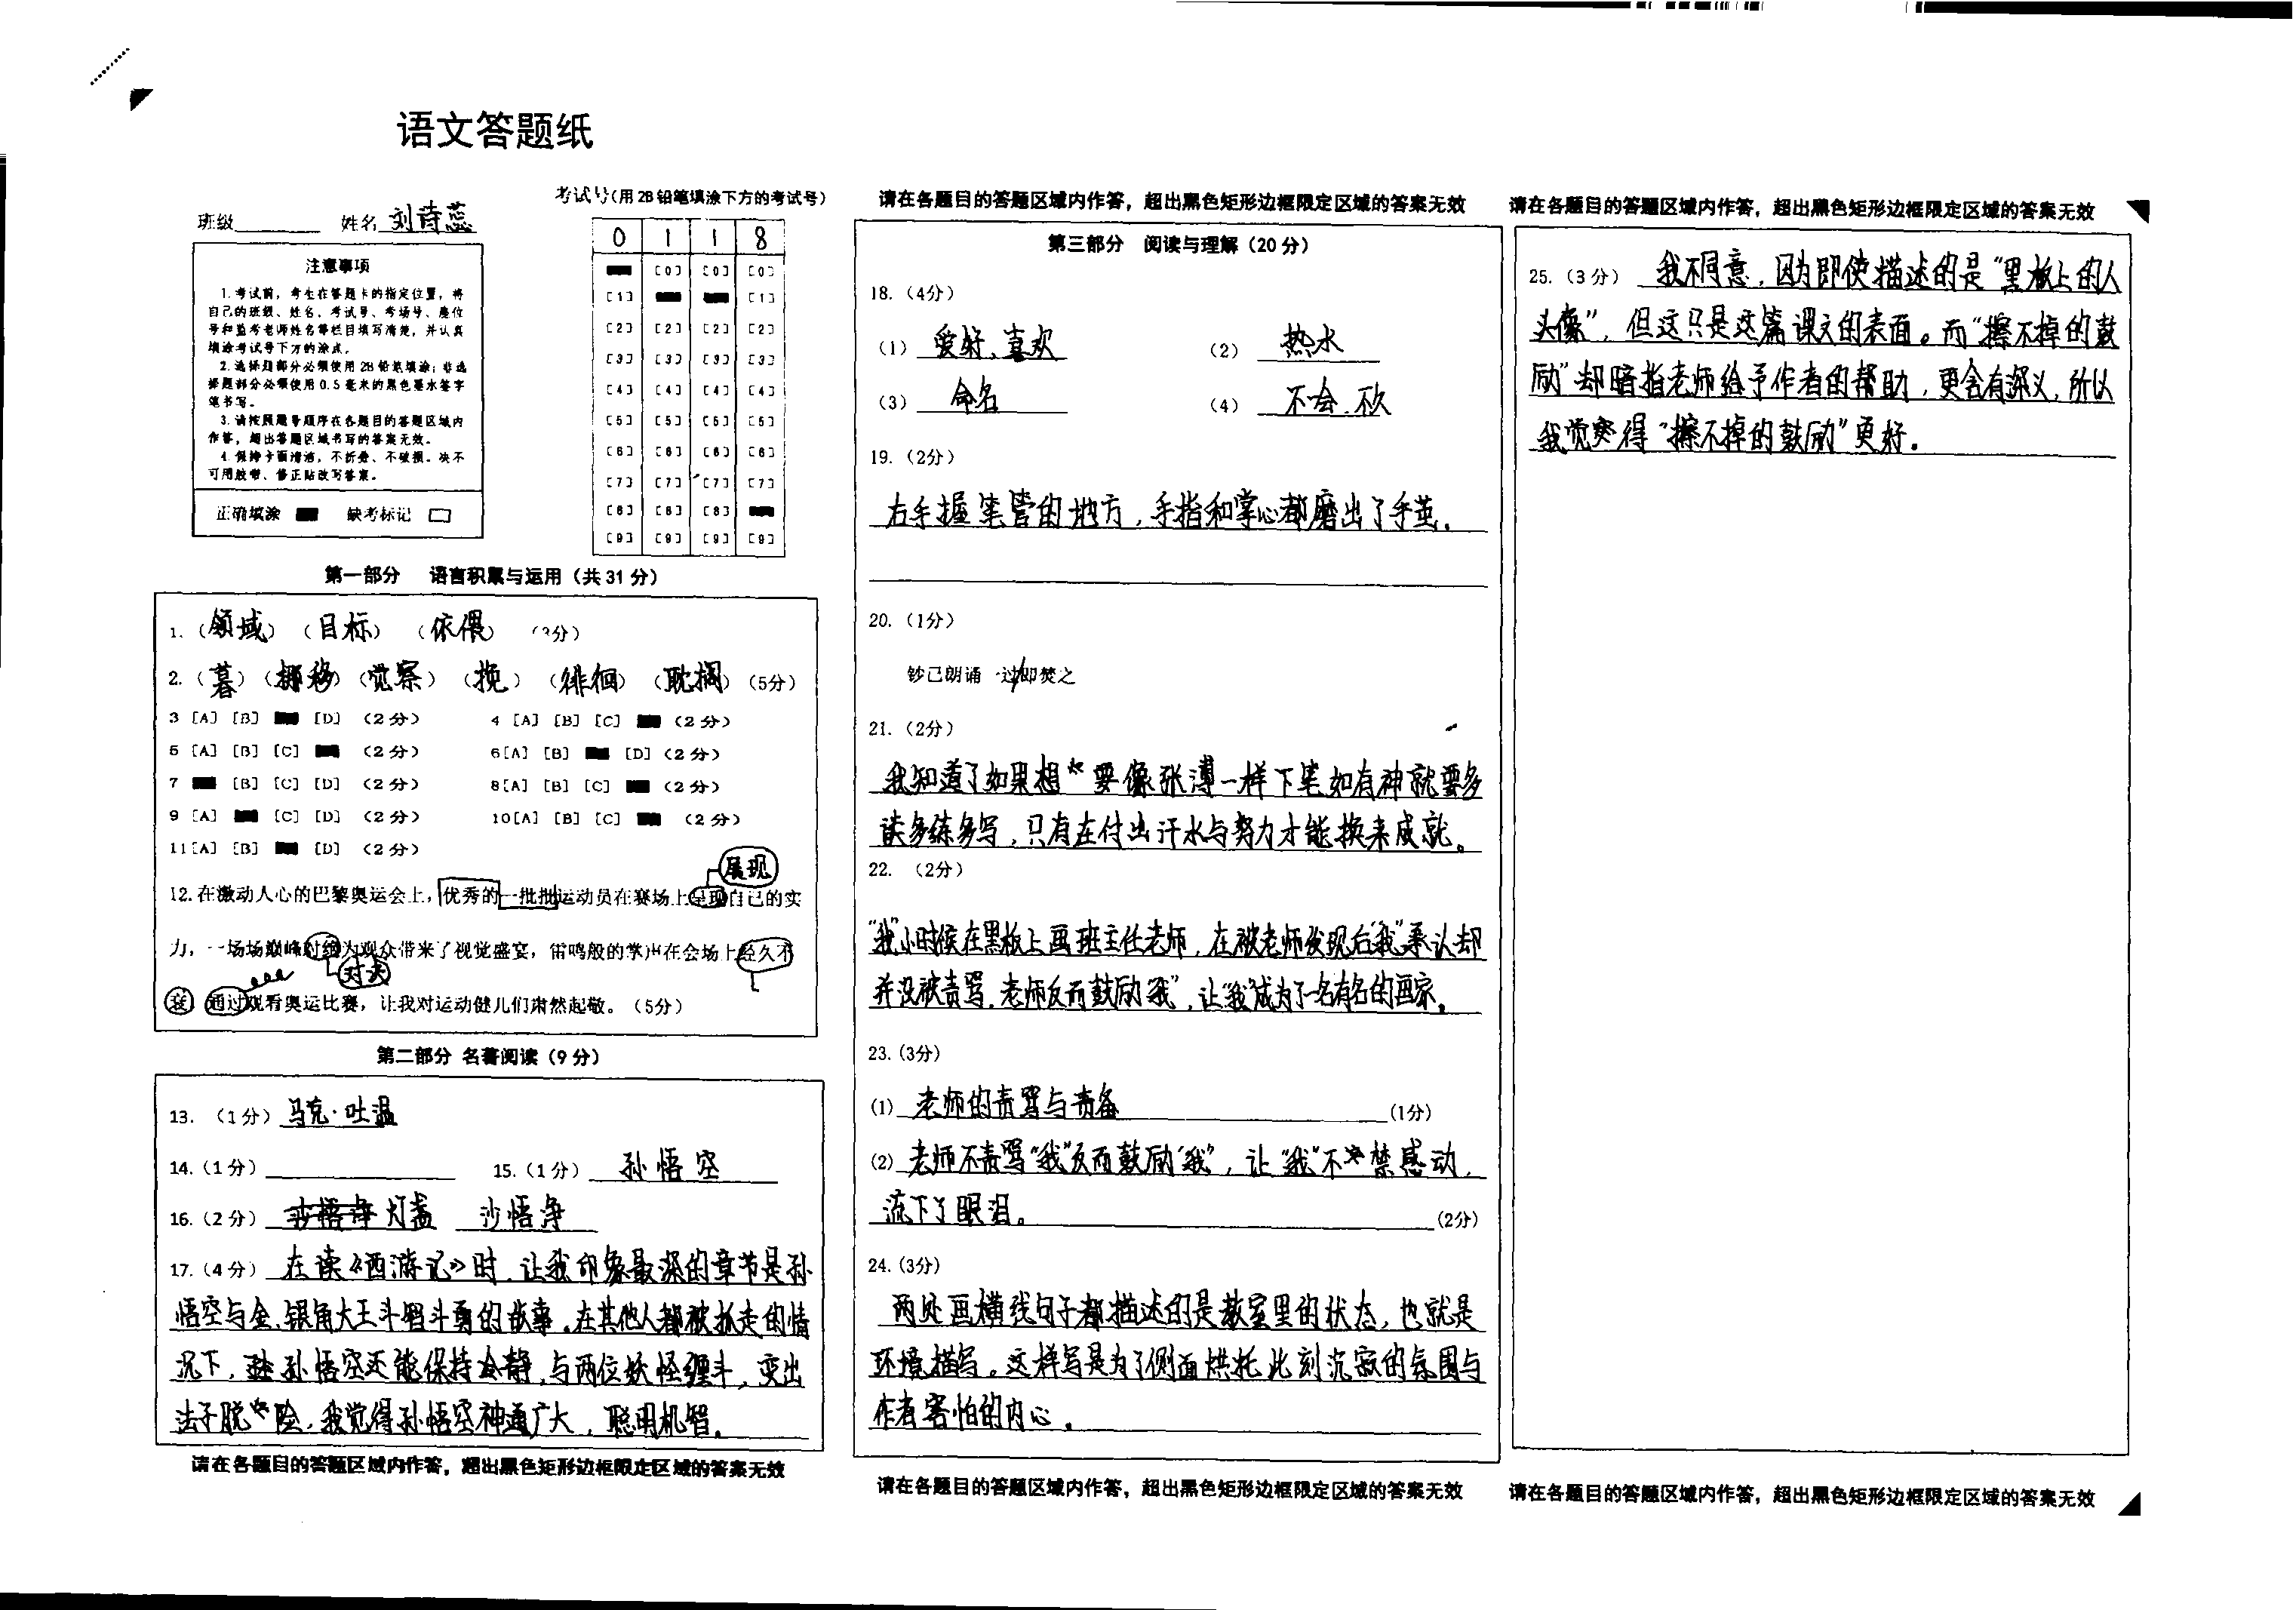 语文答题纸
班级 姓名 刘诗蕊
考试号(用2B铅笔填涂下方的考试号)
注意事项
1.考试前,考生在答题卡的指定位置,将
自己的班级、姓名、考试号、考场号、座位
号和监考老师姓名等栏目填写清楚,并认真
填涂考试号下方的涂点。
2.选择题部分必须使用2B铅笔填涂;非选
择题部分必须使用0.5毫米的黑色墨水签字
笔书写。
3.请按照题号顺序在各题目的答题区域内
作答,超出答题区域书写的答案无效。
4.保持卡面清洁,不折叠、不破损。决不
可用胶带、修正贴改写答案。
正确填涂 缺考标记
0 1 1 8
[0] [0] [0]
[1] [1]
[2] [2] [2] [2]
[3] [3] [3] [3]
[4] [4] [4] [4]
[5] [5] [5] [5]
[6] [6] [6] [6]
[7] [7] [7] [7]
[8] [8] [8]
[9] [9] [9] [9]
第一部分 语言积累与运用(共31分)
1.(领域)(目标)(依偎)(3分)
2.(暮)(挪移)(觉察)(挽)(徘徊)(耽搁)(5分)
3 [A] [B] [D] (2分) 4 [A] [B] [C] (2分)
5 [A] [B] [C] (2分) 6[A] [B] [D] (2分)
7 [B] [C] [D] (2分) 8[A] [B] [C] (2分)
9 [A] [C] [D] (2分) 10[A] [B] [C] (2分)
11[A] [B] [D] (2分)
展现
12.在激动人心的巴黎奥运会上,优秀的一批批运动员在赛场上呈现自己的实
力,一场场巅峰对绝为观众带来了视觉盛宴,雷鸣般的掌声在会场上经久不
对决
衰 通过观看奥运比赛,让我对运动健儿们肃然起敬。(5分)
第二部分 名著阅读(9分)
13.(1分)马克·吐温
14.(1分) 15.(1分) 孙悟空
16.(2分) 沙悟净 灯盏 沙悟净
17.(4分) 在读《西游记》时,让我印象最深的章节是孙
悟空与金、银角大王斗智斗勇的故事。在其他人都被抓走的情
况下,孙悟空还能保持冷静,与两位妖怪缠斗,变出
法子脱险,我觉得孙悟空神通广大,聪明机智。
请在各题目的答题区域内作答,超出黑色矩形边框限定区域的答案无效
请在各题目的答题区域内作答,超出黑色矩形边框限定区域的答案无效
第三部分 阅读与理解(20分)
18.(4分)
(1) 爱好、喜欢 (2) 热水
(3) 命名 (4) 不会、不次
19.(2分)
右手握笔管的地方,手指和掌心都磨出了手茧。
20.(1分)
钞已朗诵一过/即焚之
21.(2分)
我知道了如果想要像张溥一样下笔如有神就要多
读多练多写,只有在付出汗水与努力才能换来成就。
22.(2分)
“我”小时候在黑板上画班主任老师,在被老师发现后“我”承认却
并没被责骂,老师反而鼓励“我”,让“我”成为了一名有名的画家。
23.(3分)
(1) 老师的责骂与责备 (1分)
(2) 老师不责骂“我”反而鼓励“我”,让“我”不禁感动,
流下了眼泪。 (2分)
24.(3分)
两处画横线句子都描述的是教室里的状态,也就是
环境描写。这样写是为了侧面烘托此刻沉寂的氛围与
作者害怕的内心。
请在各题目的答题区域内作答,超出黑色矩形边框限定区域的答案无效
请在各题目的答题区域内作答,超出黑色矩形边框限定区域的答案无效
25.(3分) 我不同意,因为即使描述的是“黑板上的人
头像”,但这只是这篇课文的表面。而“擦不掉的鼓
励”却暗指老师给予作者的帮助,更含有深义,所以
我觉得“擦不掉的鼓励”更好。
请在各题目的答题区域内作答,超出黑色矩形边框限定区域的答案无效